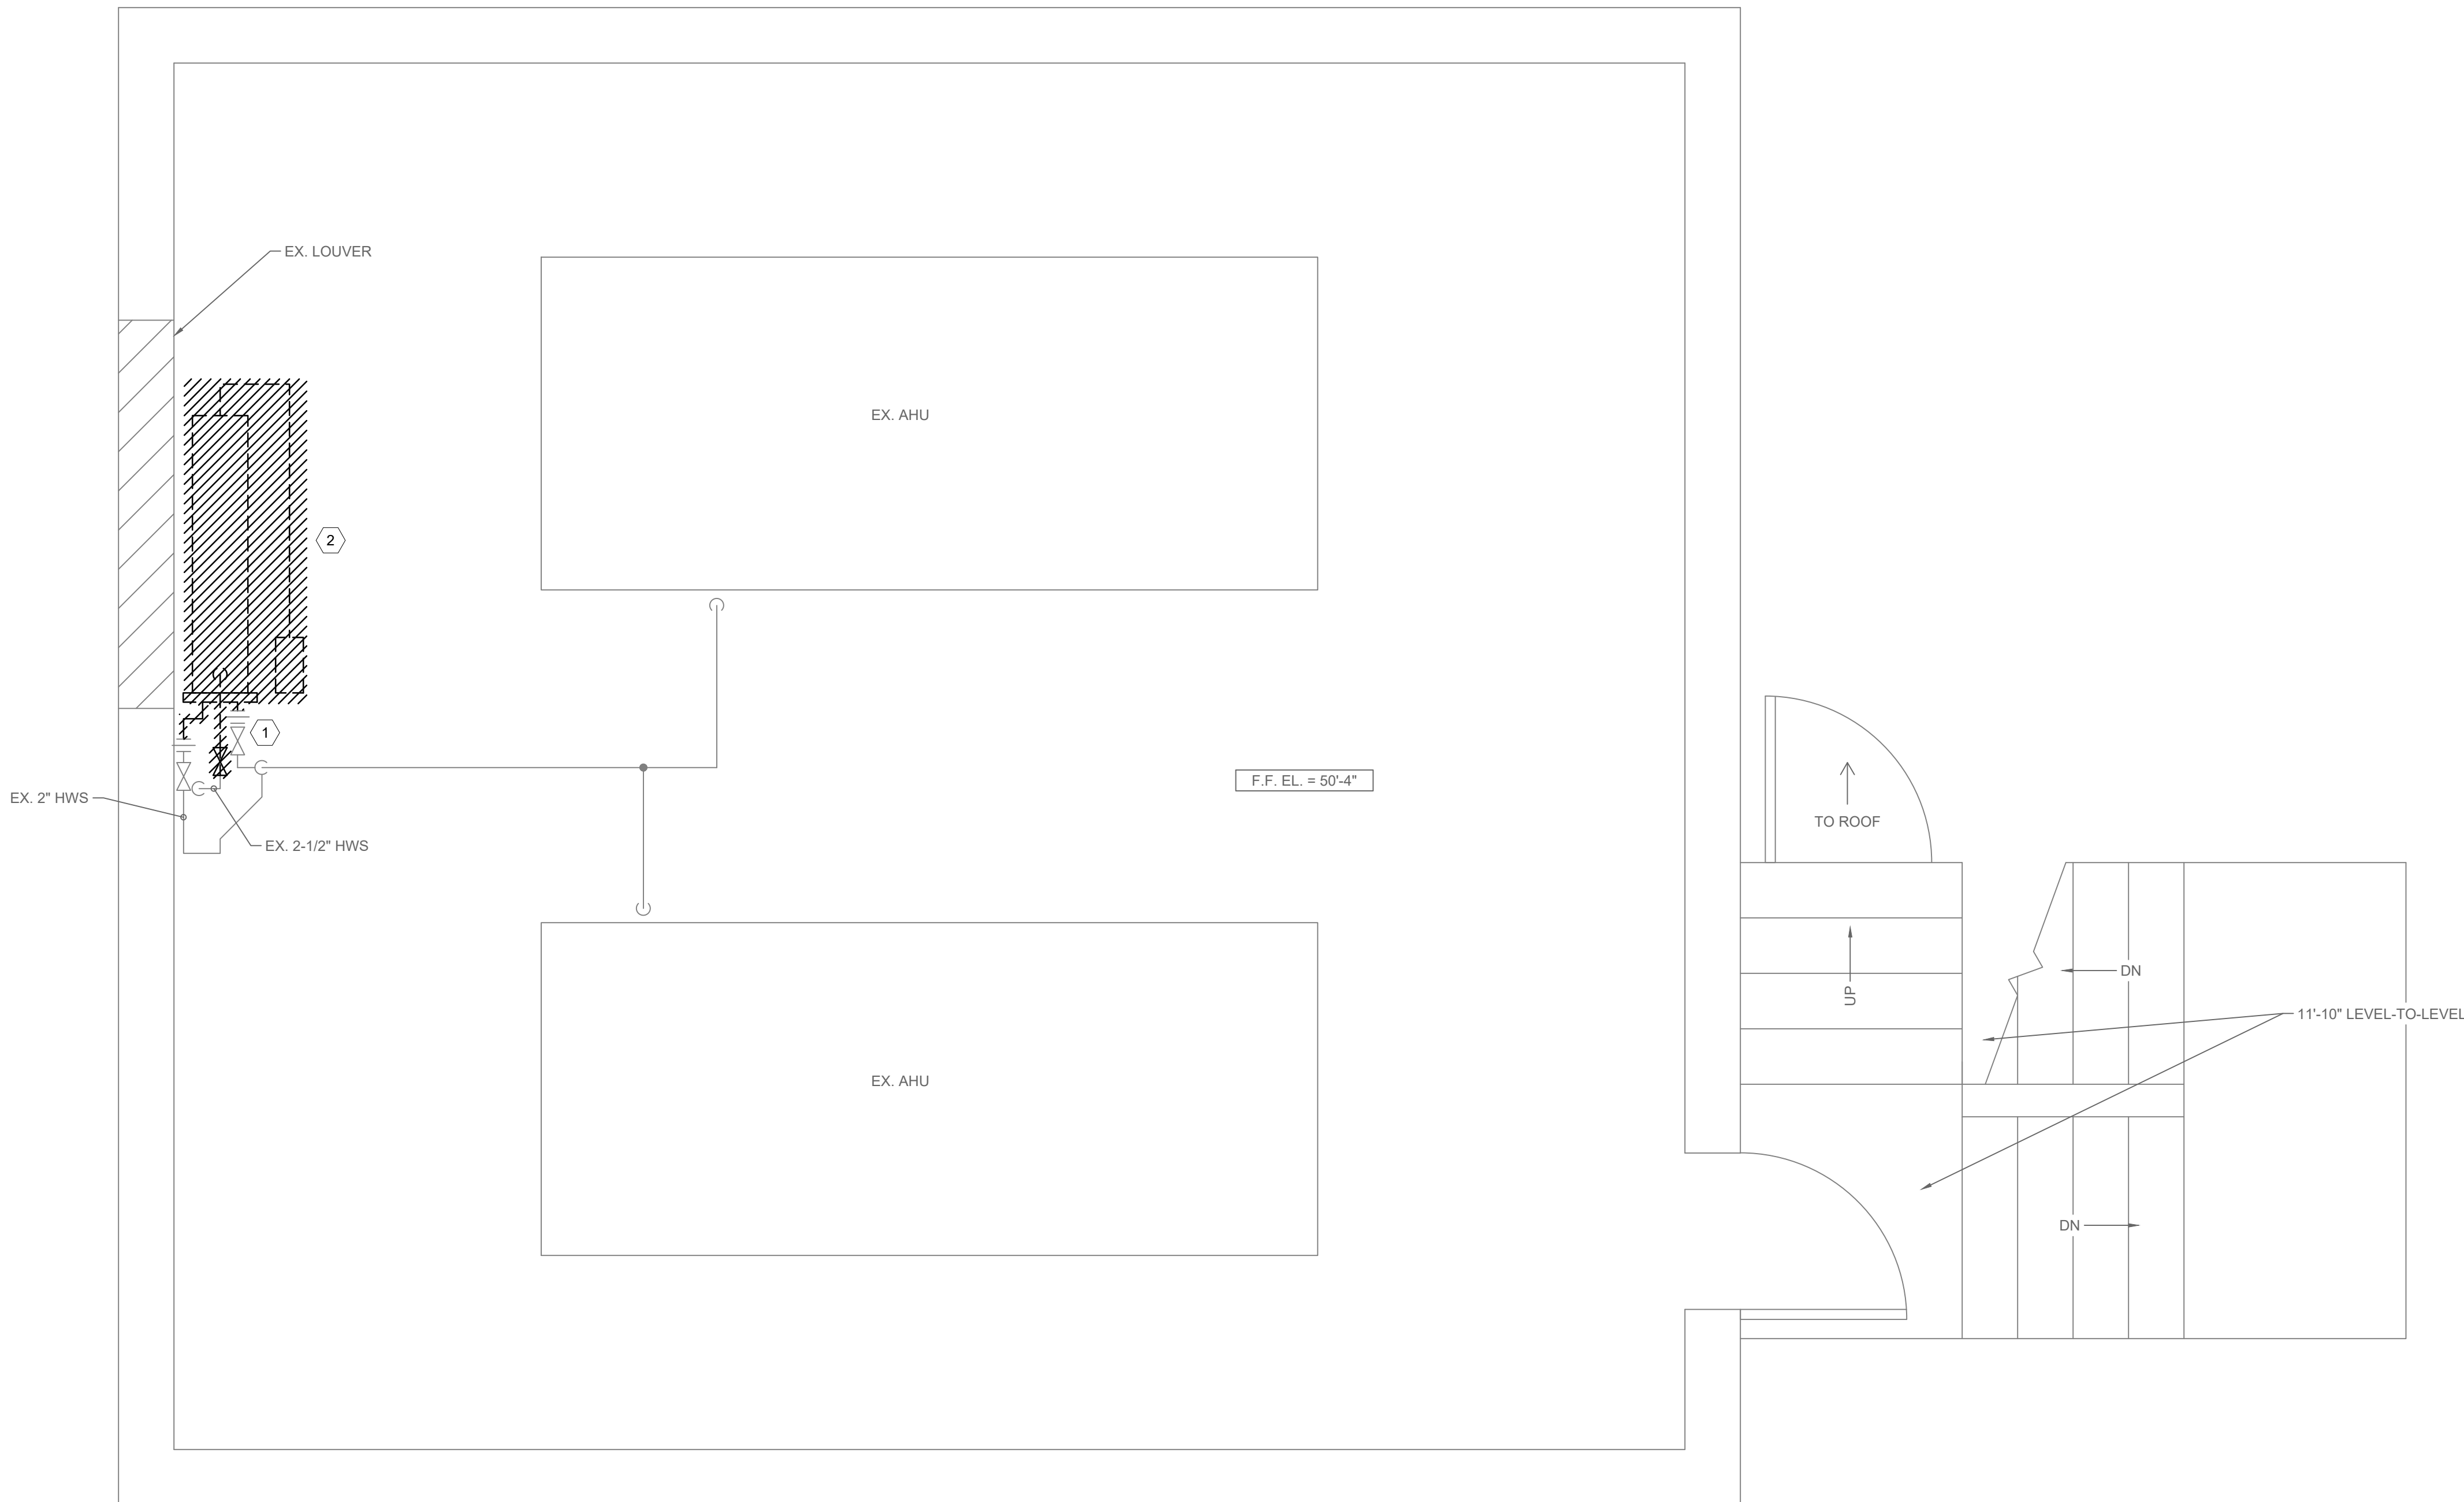 EX. LOUVER
EX. AHU
2
1
F.F. EL. = 50'-4"
EX. 2" HWS
TO ROOF
EX. 2-1/2" HWS
DN
UP
11'-10" LEVEL-TO-LEVEL
EX. AHU
DN